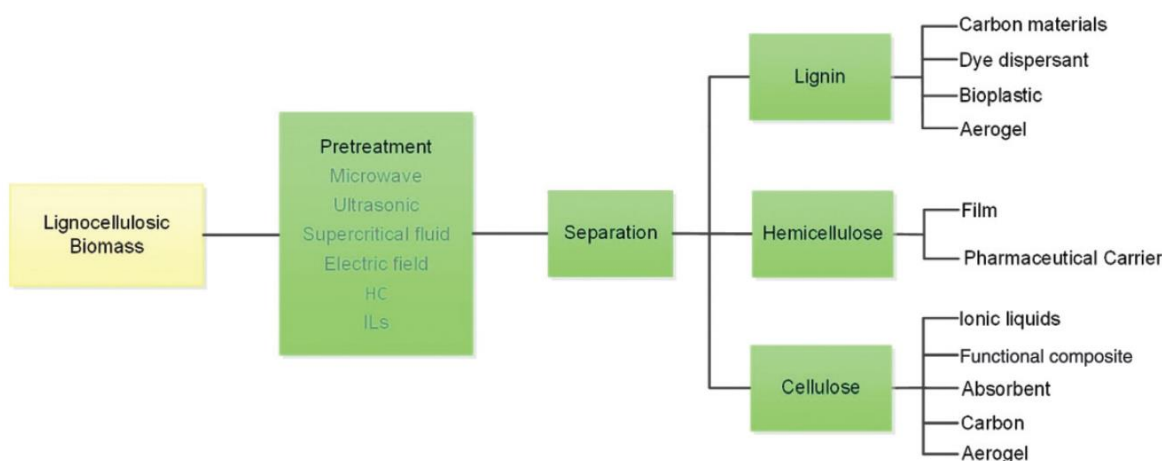 Lignocellulosic
Biomass
Pretreatment
Microwave
Ultrasonic
Supercritical fluid
Electric field
HC
ILs
Separation
Lignin
Carbon materials
Dye dispersant
Bioplastic
Aerogel
Hemicellulose
Film
Pharmaceutical Carrier
Cellulose
Ionic liquids
Functional composite
Absorbent
Carbon
Aerogel